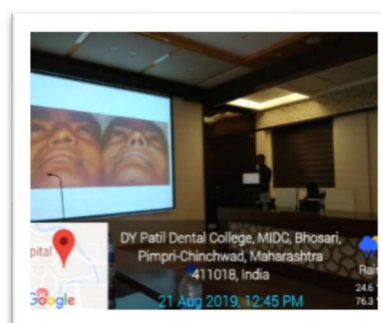 DY Patil Dental College, MIDC, Bhosari,
Pimpri-Chinchwad, Maharashtra
411018, India
21 Aug 2019, 12:45 PM
pital
Google
Rain
24.6
76.3